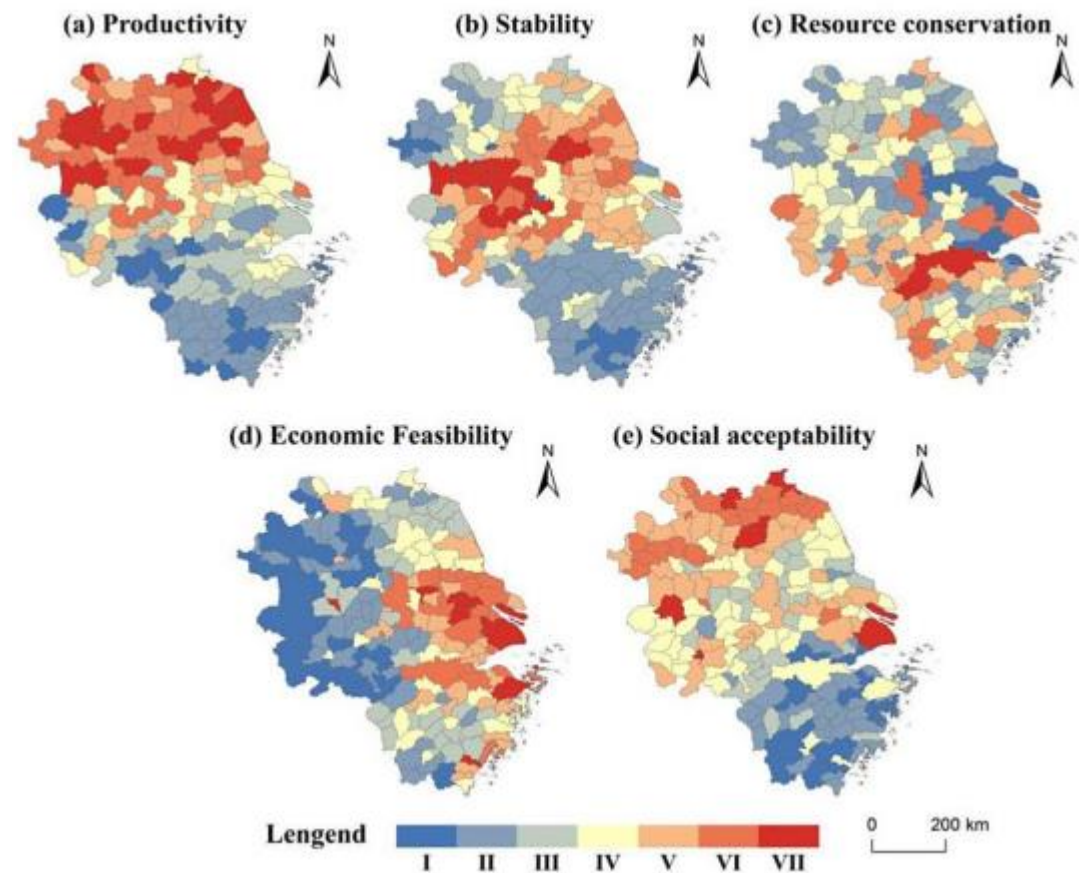 (a) Productivity
(b) Stability
(c) Resource conservation
N
N
N
(d) Economic Feasibility
(e) Social acceptability
N
N
Lengend
I II III IV V VI VII
0 200 km